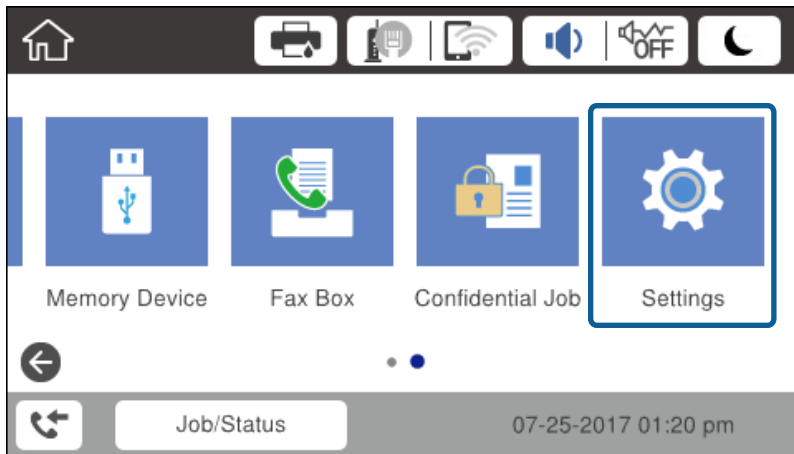 OFF
Memory Device
Fax Box
Confidential Job
Settings
Job/Status
07-25-2017 01:20 pm